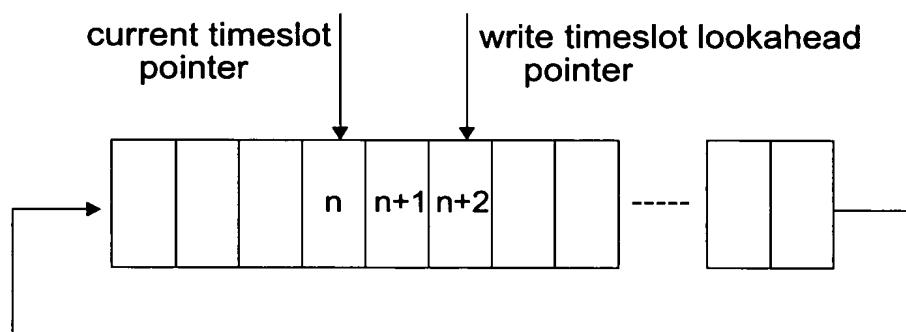 current timeslot
pointer
write timeslot lookahead
pointer
n
n+1
n+2
-----